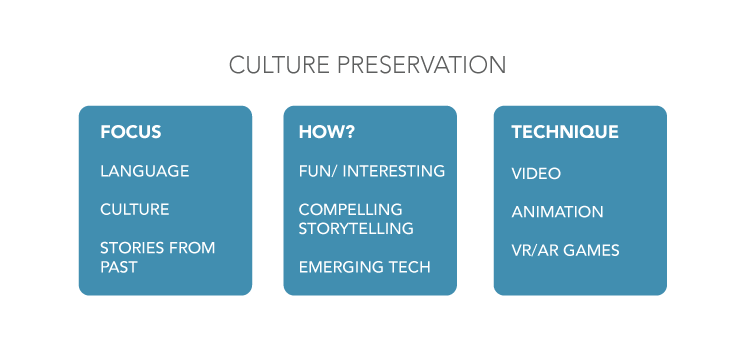 CULTURE PRESERVATION
FOCUS
LANGUAGE
CULTURE
STORIES FROM
PAST
HOW?
FUN/ INTERESTING
COMPELLING
STORYTELLING
EMERGING TECH
TECHNIQUE
VIDEO
ANIMATION
VR/AR GAMES